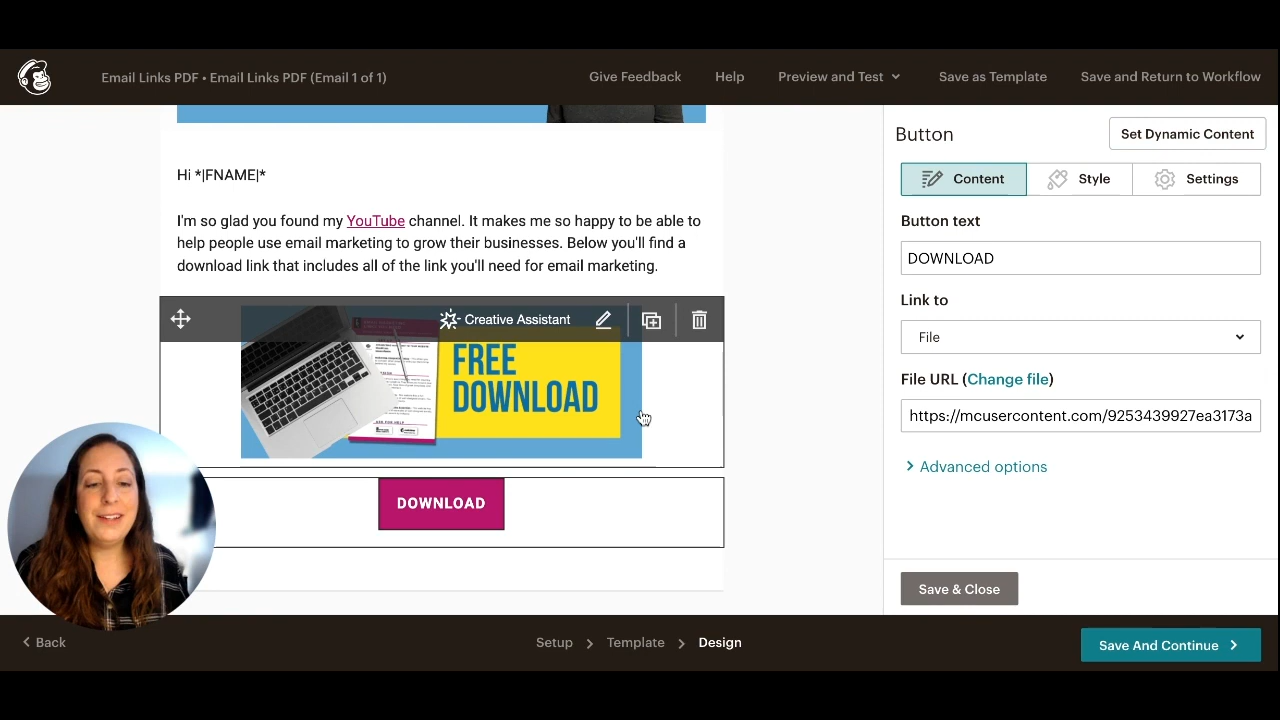 Email Links PDF • Email Links PDF (Email 1 of 1)
Give Feedback
Help
Preview and Test
Save as Template
Save and Return to Workflow
Hi *|FNAME|*
I'm so glad you found my YouTube channel. It makes me so happy to be able to
help people use email marketing to grow their businesses. Below you'll find a
download link that includes all of the link you'll need for email marketing.
Creative Assistant
FREE
DOWNLOAD
DOWNLOAD
Button
Set Dynamic Content
Content
Style
Settings
Button text
DOWNLOAD
Link to
File
File URL (Change file)
https://mcusercontent.com/9253439927ea3173a
Advanced options
Save & Close
Back
Setup
Template
Design
Save And Continue